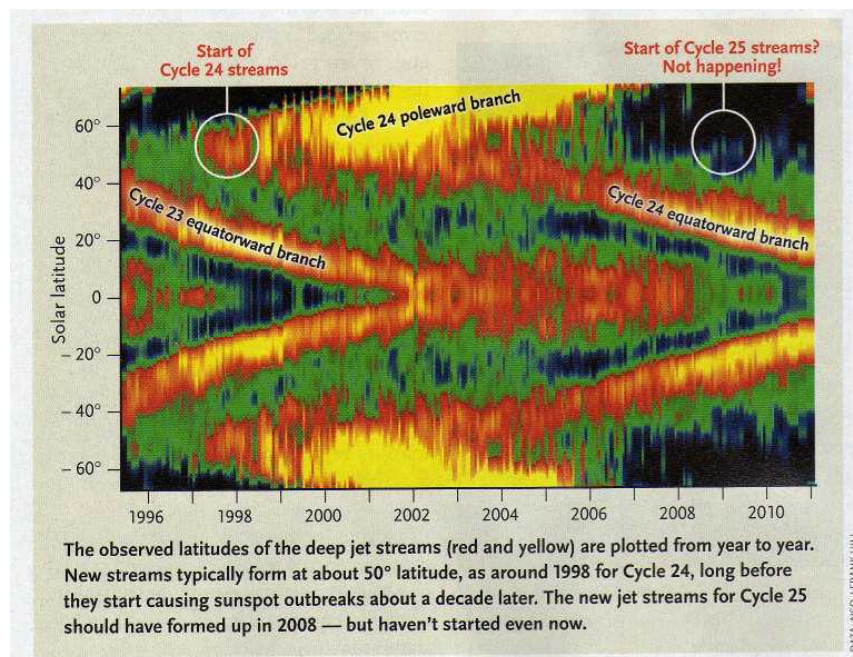 Start of
Cycle 24 streams
Start of Cycle 25 streams?
Not happening!
Cycle 24 poleward branch
Cycle 23 equatorward branch
Cycle 24 equatorward branch
Solar latitude
60°
40°
20°
0
– 20°
– 40°
– 60°
1996 1998 2000 2002 2004 2006 2008 2010
The observed latitudes of the deep jet streams (red and yellow) are plotted from year to year.
New streams typically form at about 50° latitude, as around 1998 for Cycle 24, long before
they start causing sunspot outbreaks about a decade later. The new jet streams for Cycle 25
should have formed up in 2008 — but haven't started even now.